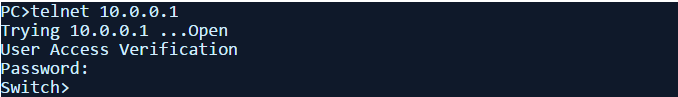 PC>telnet 10.0.0.1
Trying 10.0.0.1 ...Open
User Access Verification
Password:
Switch>